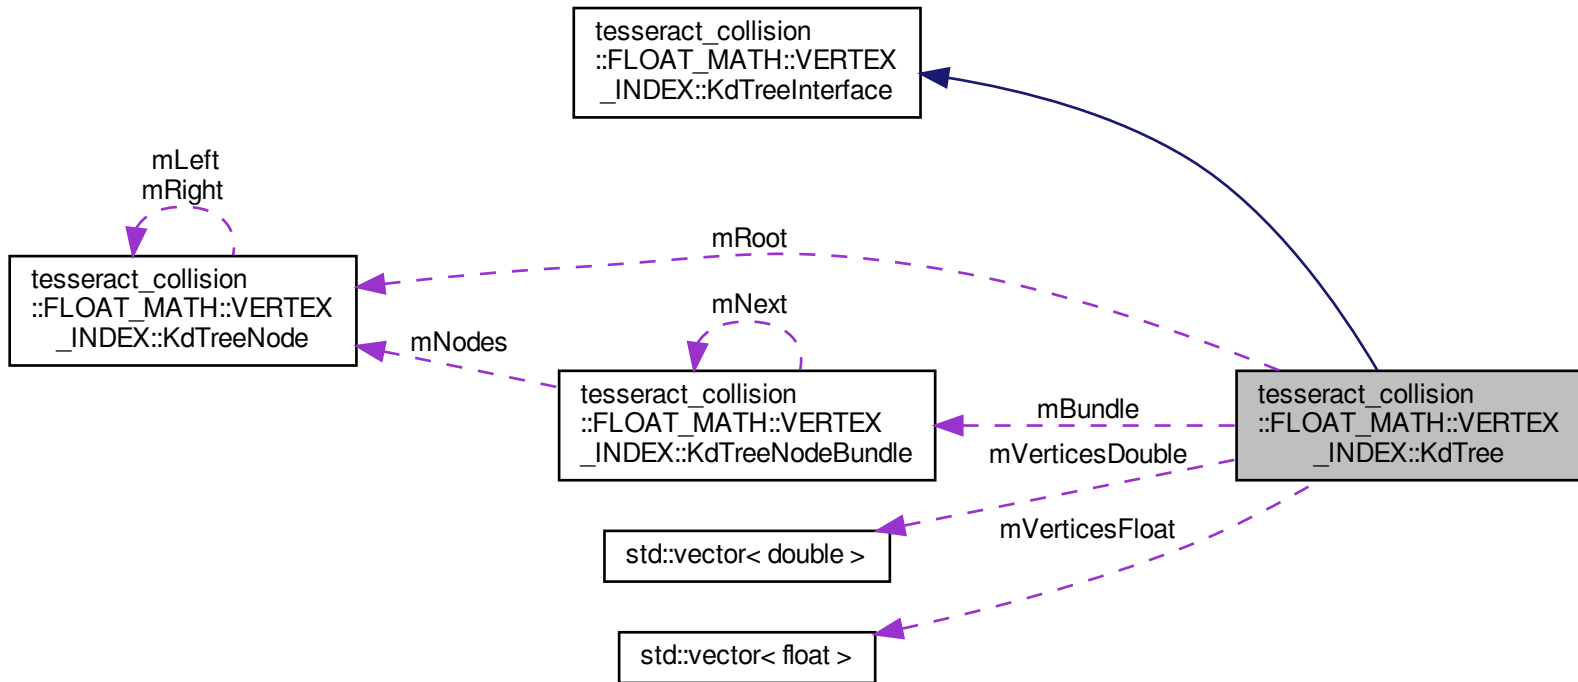 tesseract_collision
::FLOAT_MATH::VERTEX
_INDEX::KdTreeInterface
mLeft
mRight
tesseract_collision
::FLOAT_MATH::VERTEX
_INDEX::KdTreeNode
mRoot
mNext
mNodes
tesseract_collision
::FLOAT_MATH::VERTEX
_INDEX::KdTreeNodeBundle
mBundle
mVerticesDouble
tesseract_collision
::FLOAT_MATH::VERTEX
_INDEX::KdTree
mVerticesFloat
std::vector< double >
std::vector< float >